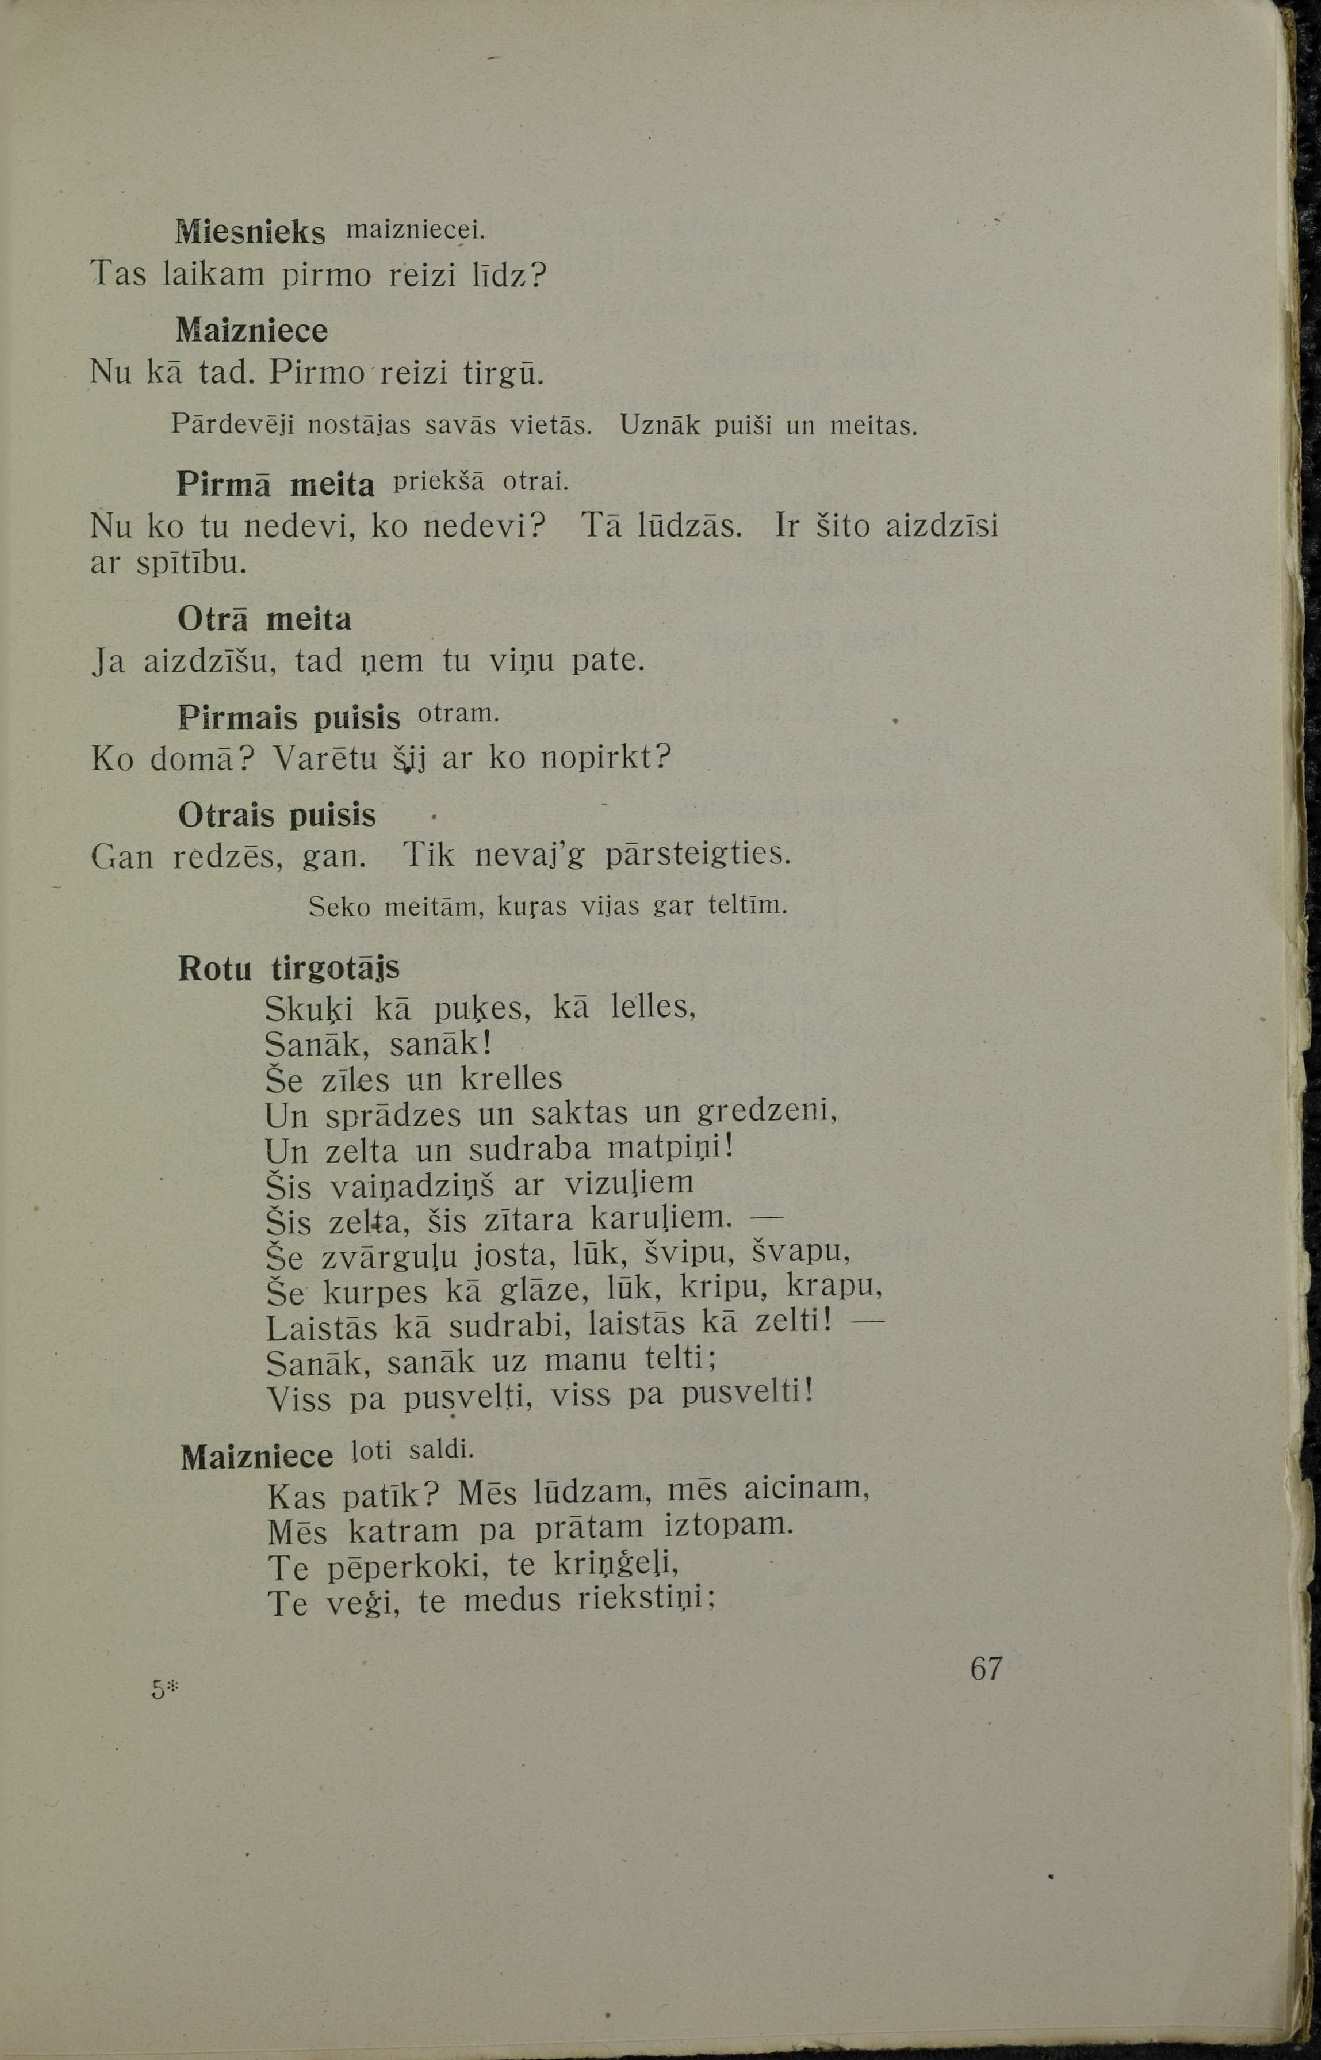 Miesnieks maizniecei.
Tas laikam pirmo reizi līdz?
Maizniece
Nu kā tad. Pirmo reizi tirgū.
Pārdevēji nostājas savās vietās. Uznāk puiši un meitas.
Pirmā meita priekšā otrai.
Nu ko tu nedevi, ko nedevi? Tā lūdzās. Ir šito aizdzīsi
ar spītību.
Otrā meita
Ja aizdzīšu, tad ņem tu viņu pate.
Pirmais puisis otram.
Ko domā? Varētu šij ar ko nopirkt?
Otrais puisis
Gan redzēs, gan. Tik nevaj'g pārsteigties.
Seko meitām, kuŗas vijas gar teltīm.
Rotu tirgotājs
Skuķi kā puķes, kā lelles,
Sanāk, sanāk!
Še zīles un krelles
Un sprādzes un saktas un gredzeni,
Un zelta un sudraba matpiņi!
Šis vaiņadziņš ar vizuļiem
Šis zelta, šis zītara karuļiem. —
Še zvārguļu josta, lūk, švipu, švapu,
Še kurpes kā glāze, lūk, kripu, krapu,
Laistās kā sudrabi, laistās kā zelti! —
Sanāk, sanāk uz manu telti;
Viss pa pusvelti, viss pa pusvelti!
Maizniece ļoti saldi.
Kas patīk? Mēs lūdzam, mēs aicinam,
Mēs katram pa prātam iztopam.
Te pēperkoki, te kriņģeļi,
Te veģi, te medus riekstiņi;
5*
67